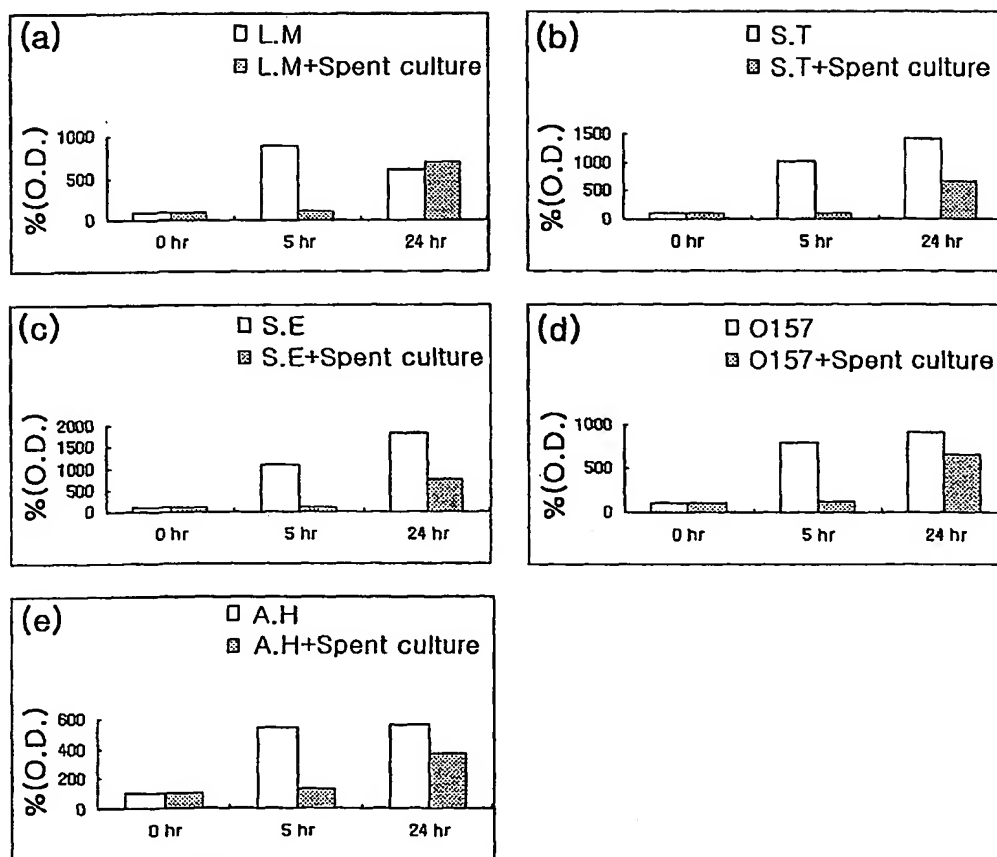 (a)
L.M
L.M+Spent culture
%(O.D.)
1000
500
0
0 hr 5 hr 24 hr
(b)
S.T
S.T+Spent culture
%(O.D.)
1500
1000
500
0
0 hr 5 hr 24 hr
(c)
S.E
S.E+Spent culture
%(O.D.)
2000
1500
1000
500
0
0 hr 5 hr 24 hr
(d)
O157
O157+Spent culture
%(O.D.)
1000
500
0
0 hr 5 hr 24 hr
(e)
A.H
A.H+Spent culture
%(O.D.)
600
400
200
0
0 hr 5 hr 24 hr